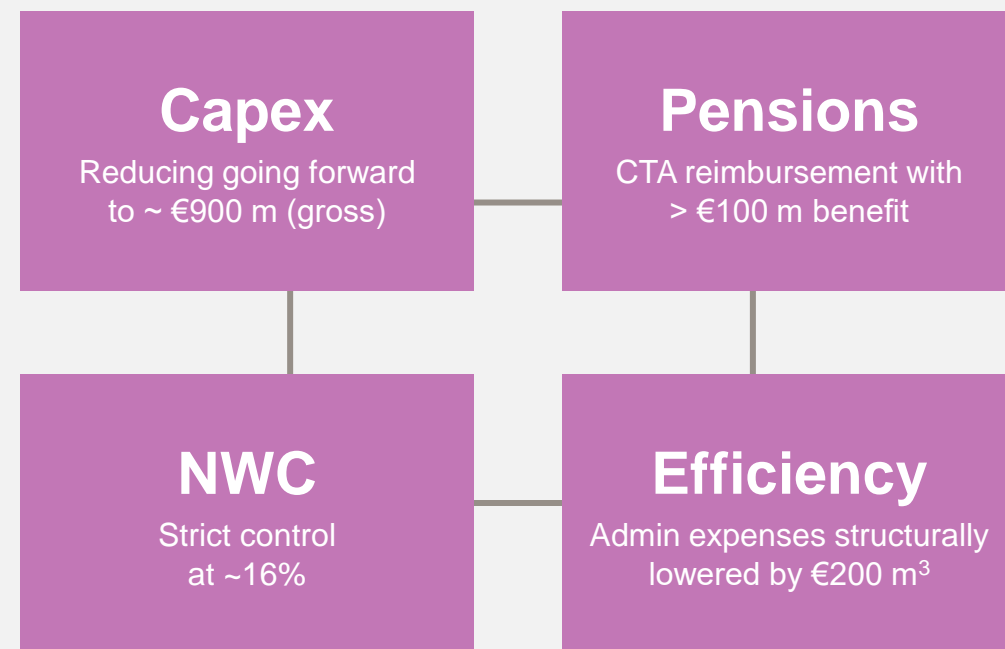 Capex
Reducing going forward
to ~ €900 m (gross)
Pensions
CTA reimbursement with
> €100 m benefit
NWC
Strict control
at ~16%
Efficiency
Admin expenses structurally
lowered by €200 m³